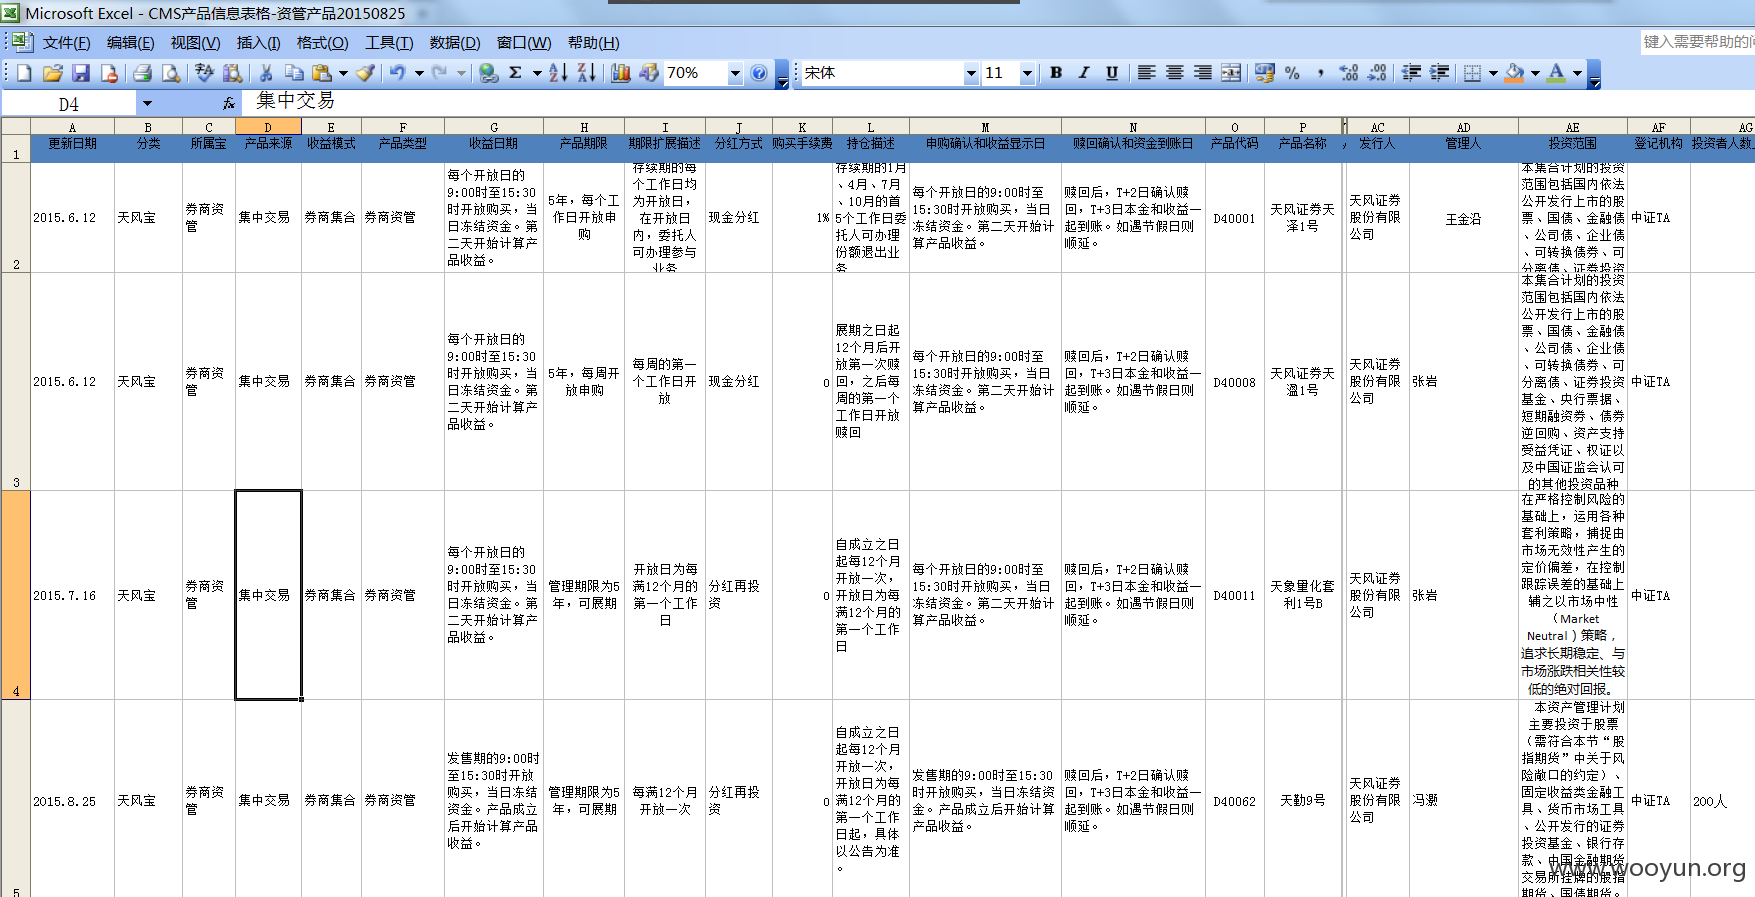 Microsoft Excel - CMS产品信息表格-资管产品20150825
文件(F) 编辑(E) 视图(V) 插入(I) 格式(O) 工具(T) 数据(D) 窗口(W) 帮助(H)
键入需要帮助的问
70% 宋体 11 B I U
D4 fx 集中交易
A B C D E F G H I J K L M N O P AC AD AE AF AG
1 更新日期 分类 所属宝 产品来源 收益模式 产品类型 收益日期 产品期限 期限扩展描述 分红方式 购买手续费 持仓描述 申购确认和收益显示日 赎回确认和资金到账日 产品代码 产品名称 发行人 管理人 投资范围 登记机构 投资者人数
2
2015.6.12
天风宝
券商资
管
集中交易
券商集合
券商资管
每个开放日的
9:00时至15:30
时开放购买，当
日冻结资金。第
二天开始计算产
品收益。
5年，每个工
作日开放申
购
存续期的每
个工作日均
为开放日，
在开放日
内，委托人
可办理参与
业务
现金分红
1%
存续期的1月
、4月、7月
、10月的首
5个工作日委
托人可办理
份额退出业
务
每个开放日的9:00时至
15:30时开放购买，当日
冻结资金。第二天开始计
算产品收益。
赎回后，T+2日确认赎
回，T+3日本金和收益一
起到账。如遇节假日则
顺延。
D40001
天风证券天
泽1号
天风证券
股份有限
公司
王金沿
本集合计划的投资
范围包括国内依法
公开发行上市的股
票、国债、金融债
、公司债、企业债
、可转换债券、可
分离债、证券投资
中证TA
3
2015.6.12
天风宝
券商资
管
集中交易
券商集合
券商资管
每个开放日的
9:00时至15:30
时开放购买，当
日冻结资金。第
二天开始计算产
品收益。
5年，每周开
放申购
每周的第一
个工作日开
放
现金分红
0
展期之日起
12个月后开
放第一次赎
回，之后每
周的第一个
工作日开放
赎回
每个开放日的9:00时至
15:30时开放购买，当日
冻结资金。第二天开始计
算产品收益。
赎回后，T+2日确认赎
回，T+3日本金和收益一
起到账。如遇节假日则
顺延。
D40008
天风证券天
溫1号
天风证券
股份有限
公司
张岩
本集合计划的投资
范围包括国内依法
公开发行上市的股
票、国债、金融债
、公司债、企业债
、可转换债券、可
分离债、证券投资
基金、央行票据、
短期融资券、债券
逆回购、资产支持
受益凭证、权证以
及中国证监会认可
的其他投资品种
中证TA
4
2015.7.16
天风宝
券商资
管
集中交易
券商集合
券商资管
每个开放日的
9:00时至15:30
时开放购买，当
日冻结资金。第
二天开始计算产
品收益。
管理期限为5
年，可展期
开放日为每
满12个月的
第一个工作
日
分红再投
资
0
自成立之日
起每12个月
开放一次，
开放日为每
满12个月的
第一个工作
日
每个开放日的9:00时至
15:30时开放购买，当日
冻结资金。第二天开始计
算产品收益。
赎回后，T+2日确认赎
回，T+3日本金和收益一
起到账。如遇节假日则
顺延。
D40011
天象量化套
利1号B
天风证券
股份有限
公司
张岩
在严格控制风险的
基础上，运用各种
套利策略，捕捉由
市场无效性产生的
定价偏差，在控制
跟踪误差的基础上
辅之以市场中性
（Market
Neutral）策略，
追求长期稳定、与
市场涨跌相关性较
低的绝对回报。
中证TA
5
2015.8.25
天风宝
券商资
管
集中交易
券商集合
券商资管
发售期的9:00时
至15:30时开放
购买，当日冻结
资金。产品成立
后开始计算产品
收益。
管理期限为5
年，可展期
每满12个月
开放一次
分红再投
资
0
自成立之日
起每12个月
开放一次，
开放日为每
满12个月的
第一个工作
日起，具体
以公告为准
。
发售期的9:00时至15:30
时开放购买，当日冻结资
金。产品成立后开始计算
产品收益。
赎回后，T+2日确认赎
回，T+3日本金和收益一
起到账。如遇节假日则
顺延。
D40062
天勤9号
天风证券
股份有限
公司
冯灏
本资产管理计划
主要投资于股票
（需符合本节“股
指期货”中关于风
险敞口的约定）、
固定收益类金融工
具、货币市场工具
、公开发行的证券
投资基金、银行存
款、中国金融期货
交易所挂牌的股指
期货、国债期货。
中证TA
200人
www.wooyun.org